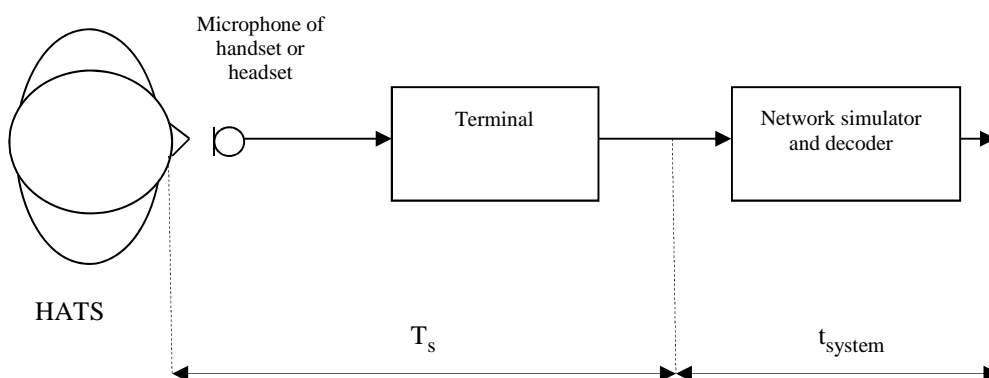 Microphone of
handset or
headset
Terminal
Network simulator
and decoder
HATS
Ts
tsystem